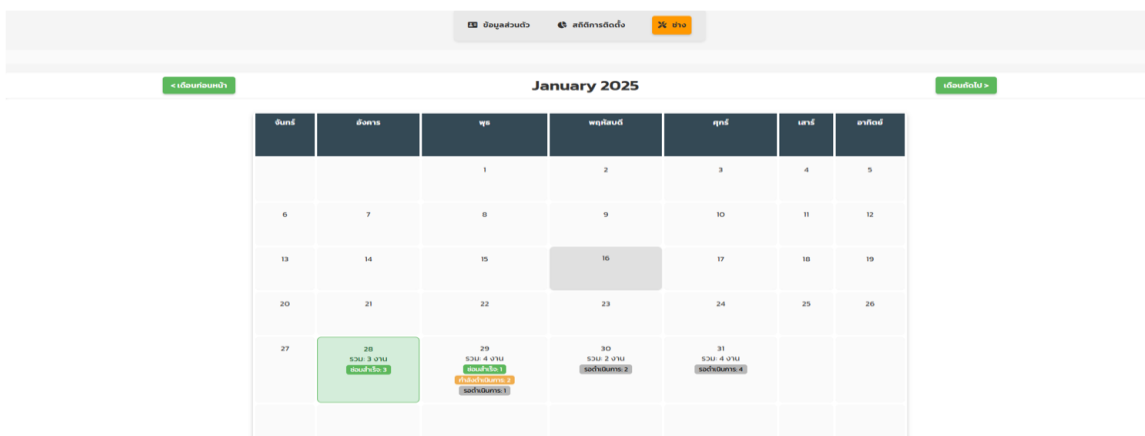 ข้อมูลส่วนตัว สถิติการติดตั้ง ช่าง
< เดือนก่อนหน้า January 2025 เดือนถัดไป >
จันทร์ อังคาร พุธ พฤหัสบดี ศุกร์ เสาร์ อาทิตย์
1 2 3 4 5
6 7 8 9 10 11 12
13 14 15 16 17 18 19
20 21 22 23 24 25 26
27 28 29 30 31
รวม: 3 งาน รวม: 4 งาน รวม: 2 งาน รวม: 4 งาน
ซ่อมสำเร็จ 3 ซ่อมสำเร็จ 1 รอดำเนินการ: 2 รอดำเนินการ: 4
กำลังดำเนินการ: 2
รอดำเนินการ: 1